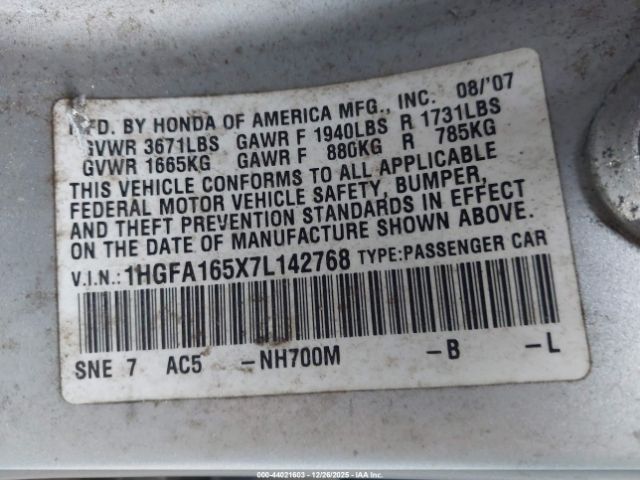 MFD. BY HONDA OF AMERICA MFG., INC. 08/'07
GVWR 3671LBS GAWR F 1940LBS R 1731LBS
GVWR 1665KG GAWR F 880KG R 785KG
THIS VEHICLE CONFORMS TO ALL APPLICABLE
FEDERAL MOTOR VEHICLE SAFETY, BUMPER,
AND THEFT PREVENTION STANDARDS IN EFFECT
ON THE DATE OF MANUFACTURE SHOWN ABOVE.
V.I.N.: 1HGFA165X7L142768 TYPE:PASSENGER CAR
SNE 7 AC5 -NH700M -B -L
000-44021603 - 12/26/2025 - IAA Inc.